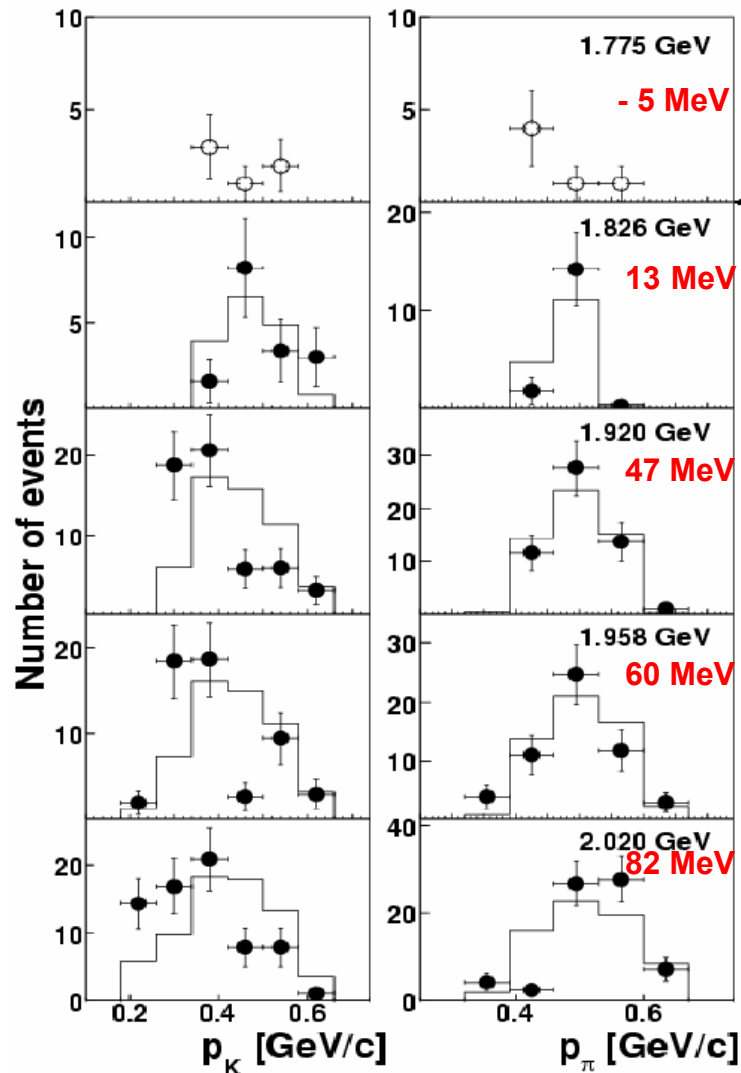 Number of events
10
5
1.775 GeV
- 5 MeV
10
5
20
10
1.826 GeV
13 MeV
20
10
30
20
10
1.920 GeV
47 MeV
20
10
30
20
10
1.958 GeV
60 MeV
20
10
0
40
20
0
2.020 GeV
82 MeV
0.2 0.4 0.6
0.4 0.6
p_K [GeV/c]
p_π [GeV/c]